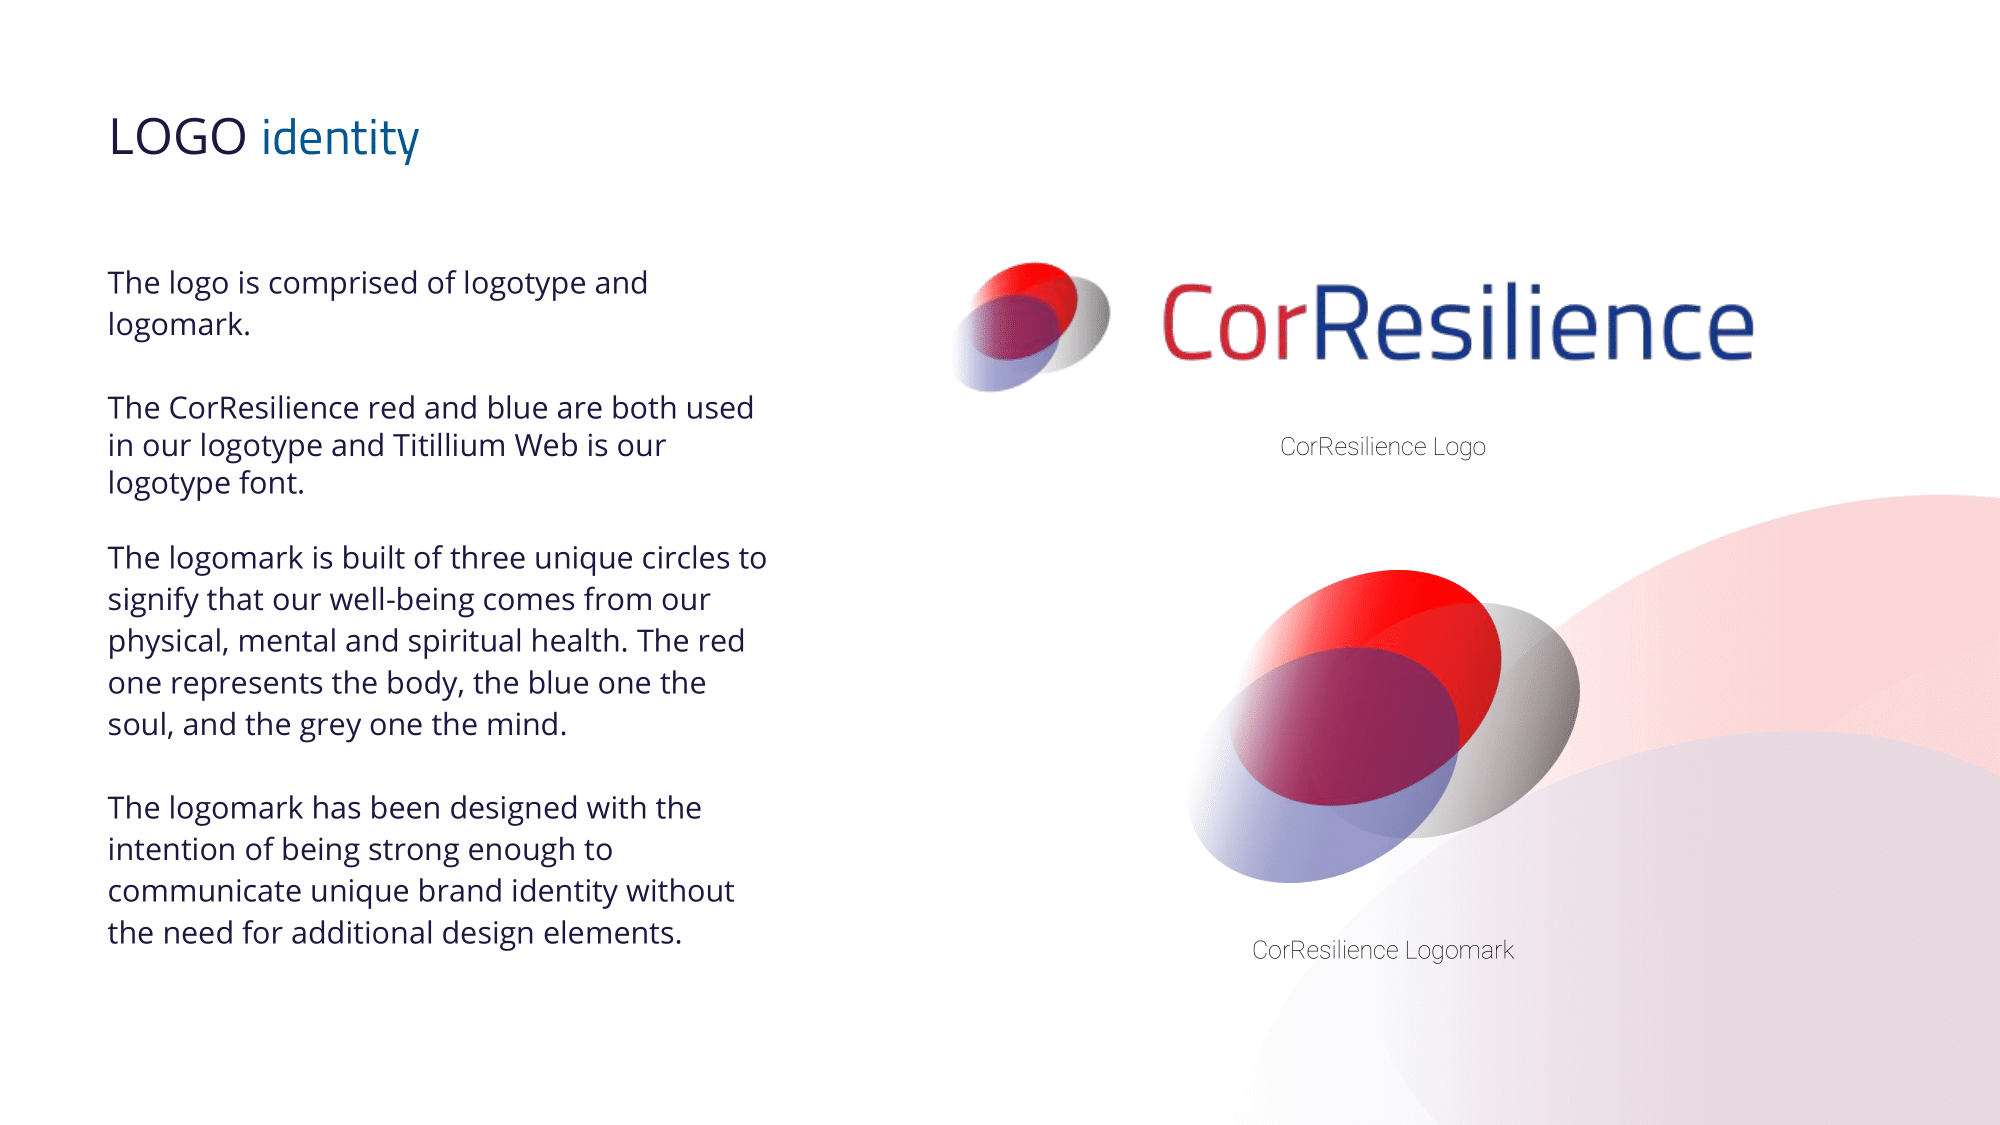 LOGO identity
The logo is comprised of logotype and
logomark.
The CorResilience red and blue are both used
in our logotype and Titillium Web is our
logotype font.
The logomark is built of three unique circles to
signify that our well-being comes from our
physical, mental and spiritual health. The red
one represents the body, the blue one the
soul, and the grey one the mind.
The logomark has been designed with the
intention of being strong enough to
communicate unique brand identity without
the need for additional design elements.
CorResilience
CorResilience Logo
CorResilience Logomark